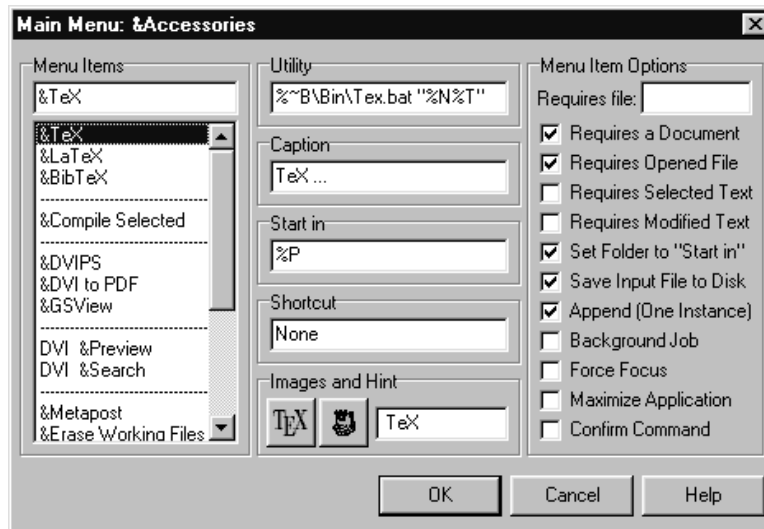 Main Menu: &Accessories
Menu Items
&TeX
&TeX
&LaTeX
&BibTeX
&Compile Selected
&DVIPS
&DVI to PDF
&GSView
DVI &Preview
DVI &Search
&Metapost
&Erase Working Files
Utility
%~B\Bin\Tex.bat "%N%T"
Caption
TeX ...
Start in
%P
Shortcut
None
Images and Hint
TEX
TeX
Menu Item Options
Requires file:
Requires a Document
Requires Opened File
Requires Selected Text
Requires Modified Text
Set Folder to "Start in"
Save Input File to Disk
Append (One Instance)
Background Job
Force Focus
Maximize Application
Confirm Command
OK
Cancel
Help